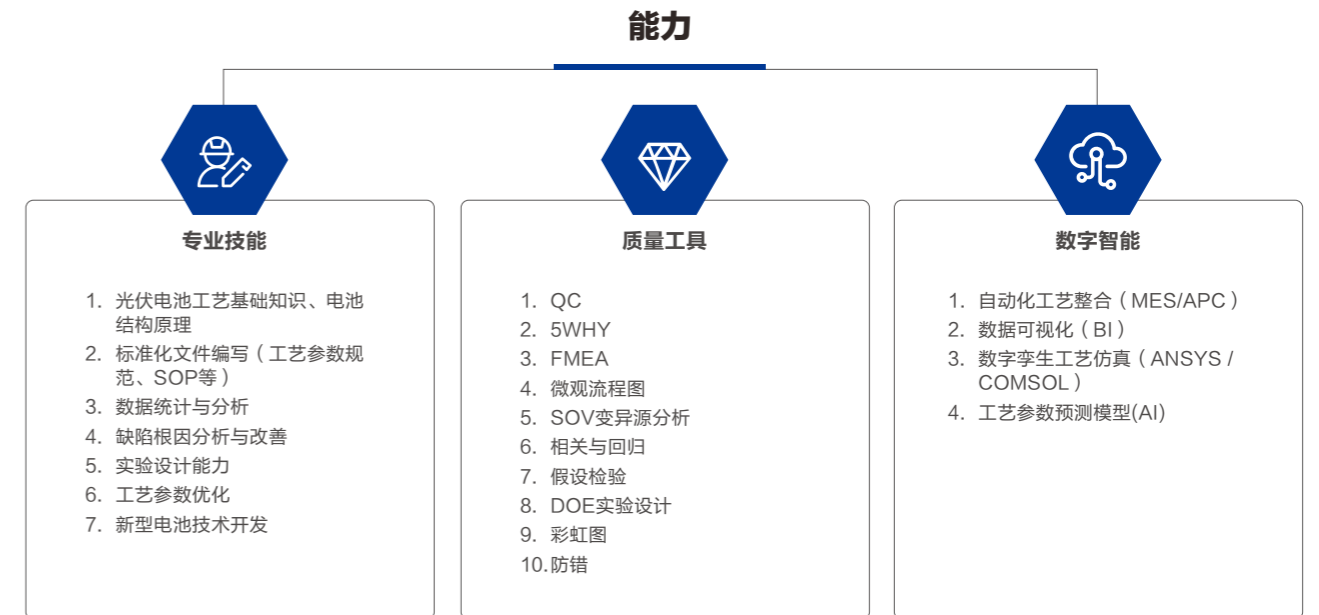 能力
专业技能
1. 光伏电池工艺基础知识、电池
结构原理
2. 标准化文件编写（工艺参数规
范、SOP等）
3. 数据统计与分析
4. 缺陷根因分析与改善
5. 实验设计能力
6. 工艺参数优化
7. 新型电池技术开发
质量工具
1. QC
2. 5WHY
3. FMEA
4. 微观流程图
5. SOV变异源分析
6. 相关与回归
7. 假设检验
8. DOE实验设计
9. 彩虹图
10.防错
数字智能
1. 自动化工艺整合（MES/APC）
2. 数据可视化（BI）
3. 数字孪生工艺仿真（ANSYS /
COMSOL）
4. 工艺参数预测模型(AI)